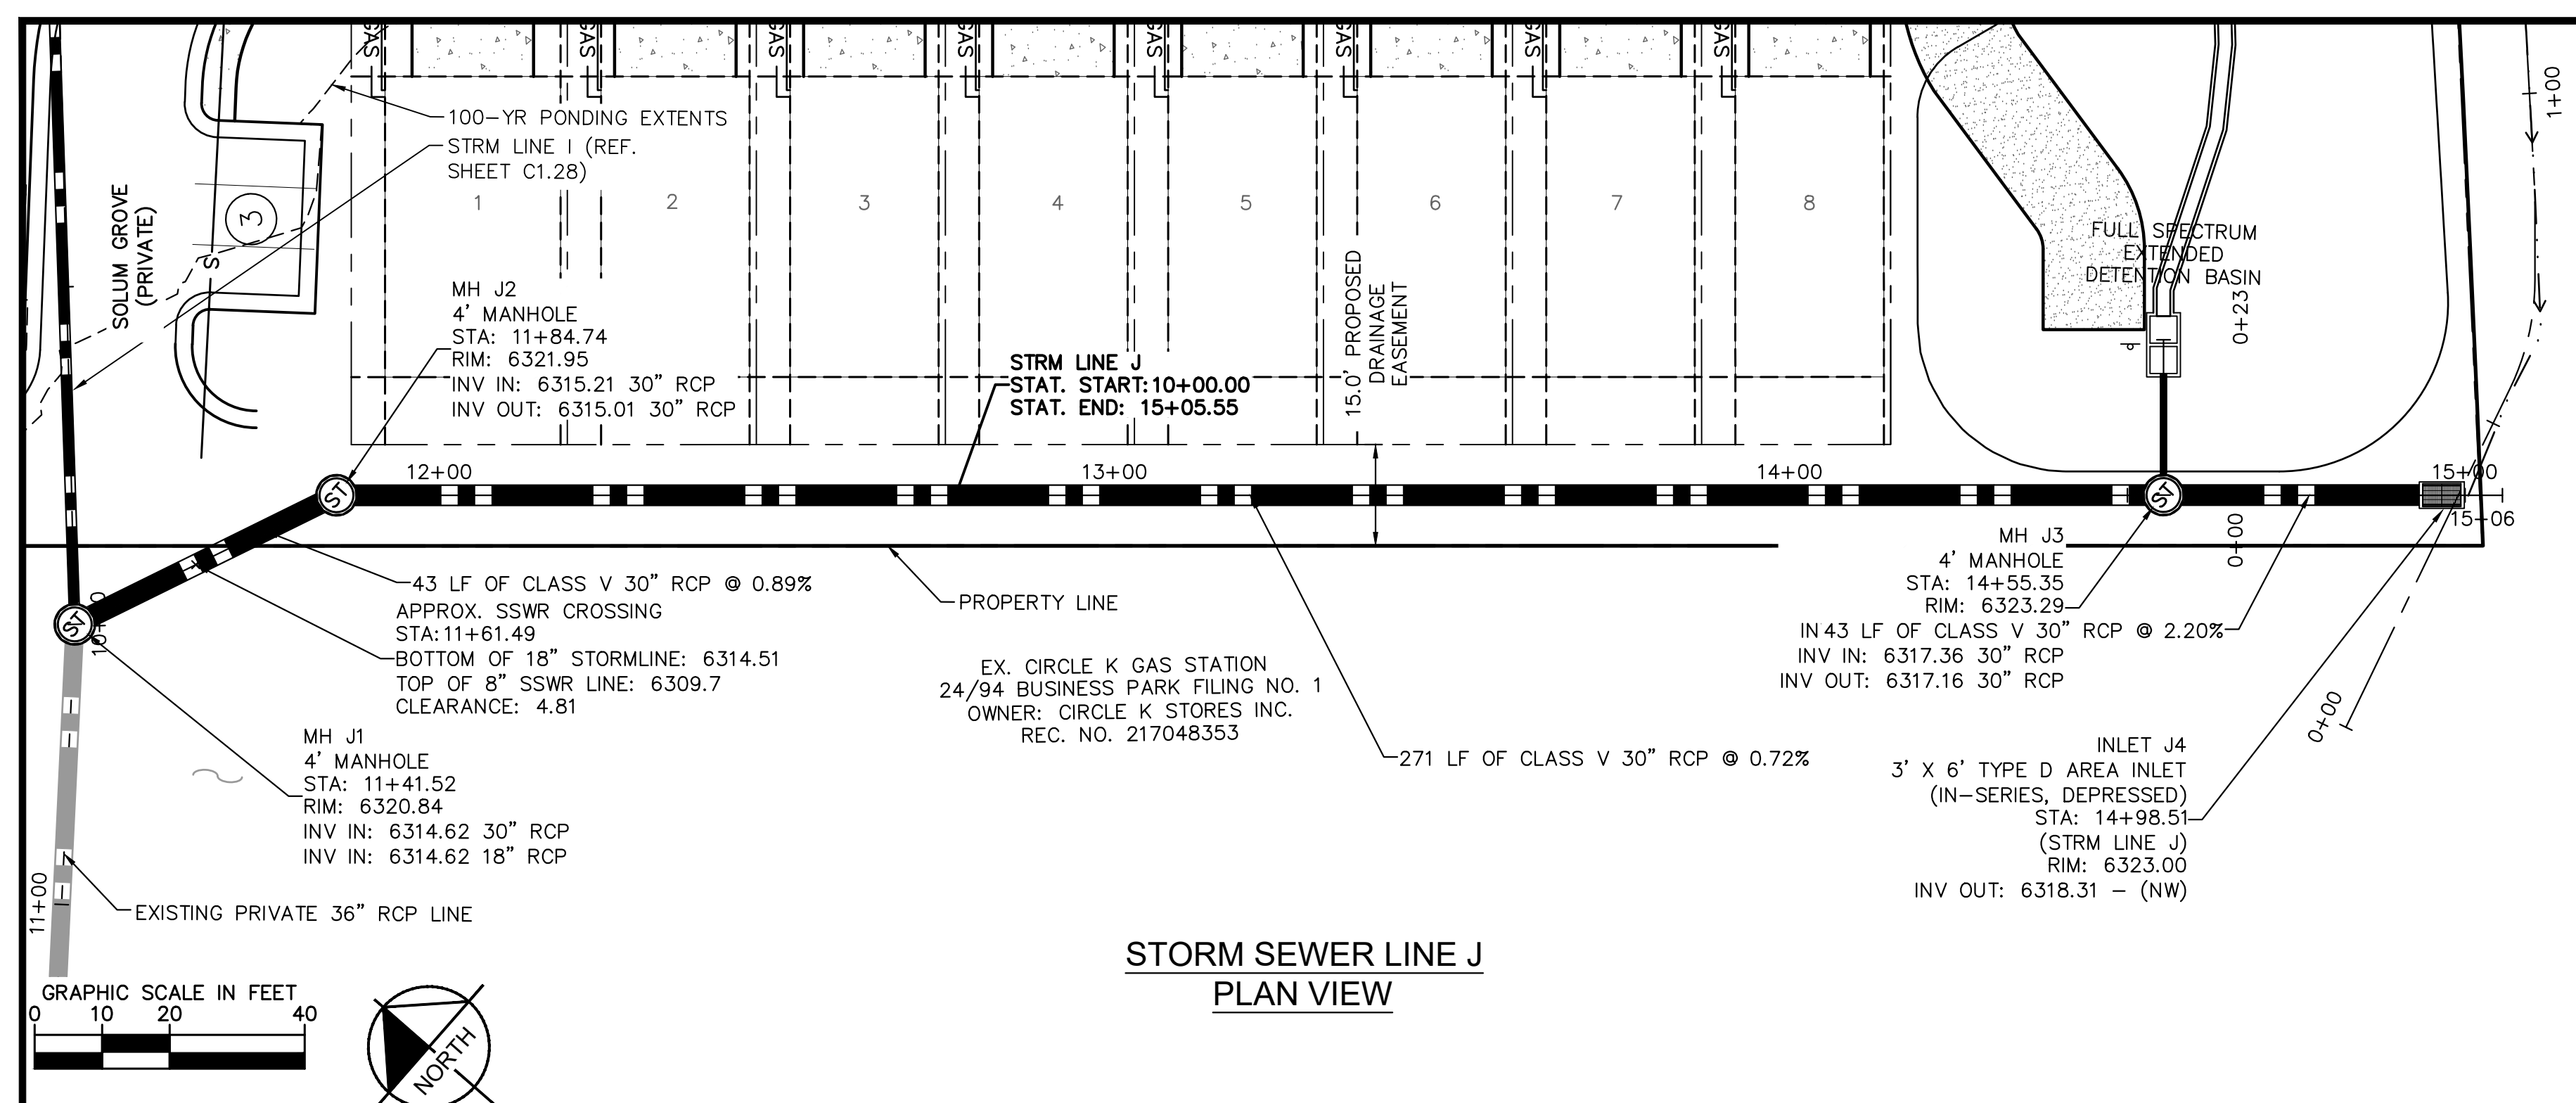 GAS
GAS
GAS
GAS
GAS
GAS
GAS
GAS
100-YR PONDING EXTENTS
STRM LINE I (REF.
SHEET C1.28)
SOLUM GROVE
(PRIVATE)
3
S
1
2
3
4
5
6
7
8
1+00
FULL SPECTRUM
EXTENDED
DETENTION BASIN
0+23
MH J2
4' MANHOLE
STA: 11+84.74
RIM: 6321.95
INV IN: 6315.21 30" RCP
INV OUT: 6315.01 30" RCP
STRM LINE J
STAT. START:10+00.00
STAT. END: 15+05.55
15.0' PROPOSED
DRAINAGE
EASEMENT
12+00
13+00
14+00
15+00
15+06
ST
ST
ST
0+00
43 LF OF CLASS V 30" RCP @ 0.89%
APPROX. SSWR CROSSING
STA:11+61.49
BOTTOM OF 18" STORMLINE: 6314.51
TOP OF 8" SSWR LINE: 6309.7
CLEARANCE: 4.81
PROPERTY LINE
EX. CIRCLE K GAS STATION
24/94 BUSINESS PARK FILING NO. 1
OWNER: CIRCLE K STORES INC.
REC. NO. 217048353
271 LF OF CLASS V 30" RCP @ 0.72%
MH J3
4' MANHOLE
STA: 14+55.35
RIM: 6323.29
IN 43 LF OF CLASS V 30" RCP @ 2.20%
INV IN: 6317.36 30" RCP
INV OUT: 6317.16 30" RCP
0+00
INLET J4
3' X 6' TYPE D AREA INLET
(IN-SERIES, DEPRESSED)
STA: 14+98.51
(STRM LINE J)
RIM: 6323.00
INV OUT: 6318.31 - (NW)
MH J1
4' MANHOLE
STA: 11+41.52
RIM: 6320.84
INV IN: 6314.62 30" RCP
INV IN: 6314.62 18" RCP
11+00
EXISTING PRIVATE 36" RCP LINE
STORM SEWER LINE J
PLAN VIEW
GRAPHIC SCALE IN FEET
0 10 20 40
NORTH